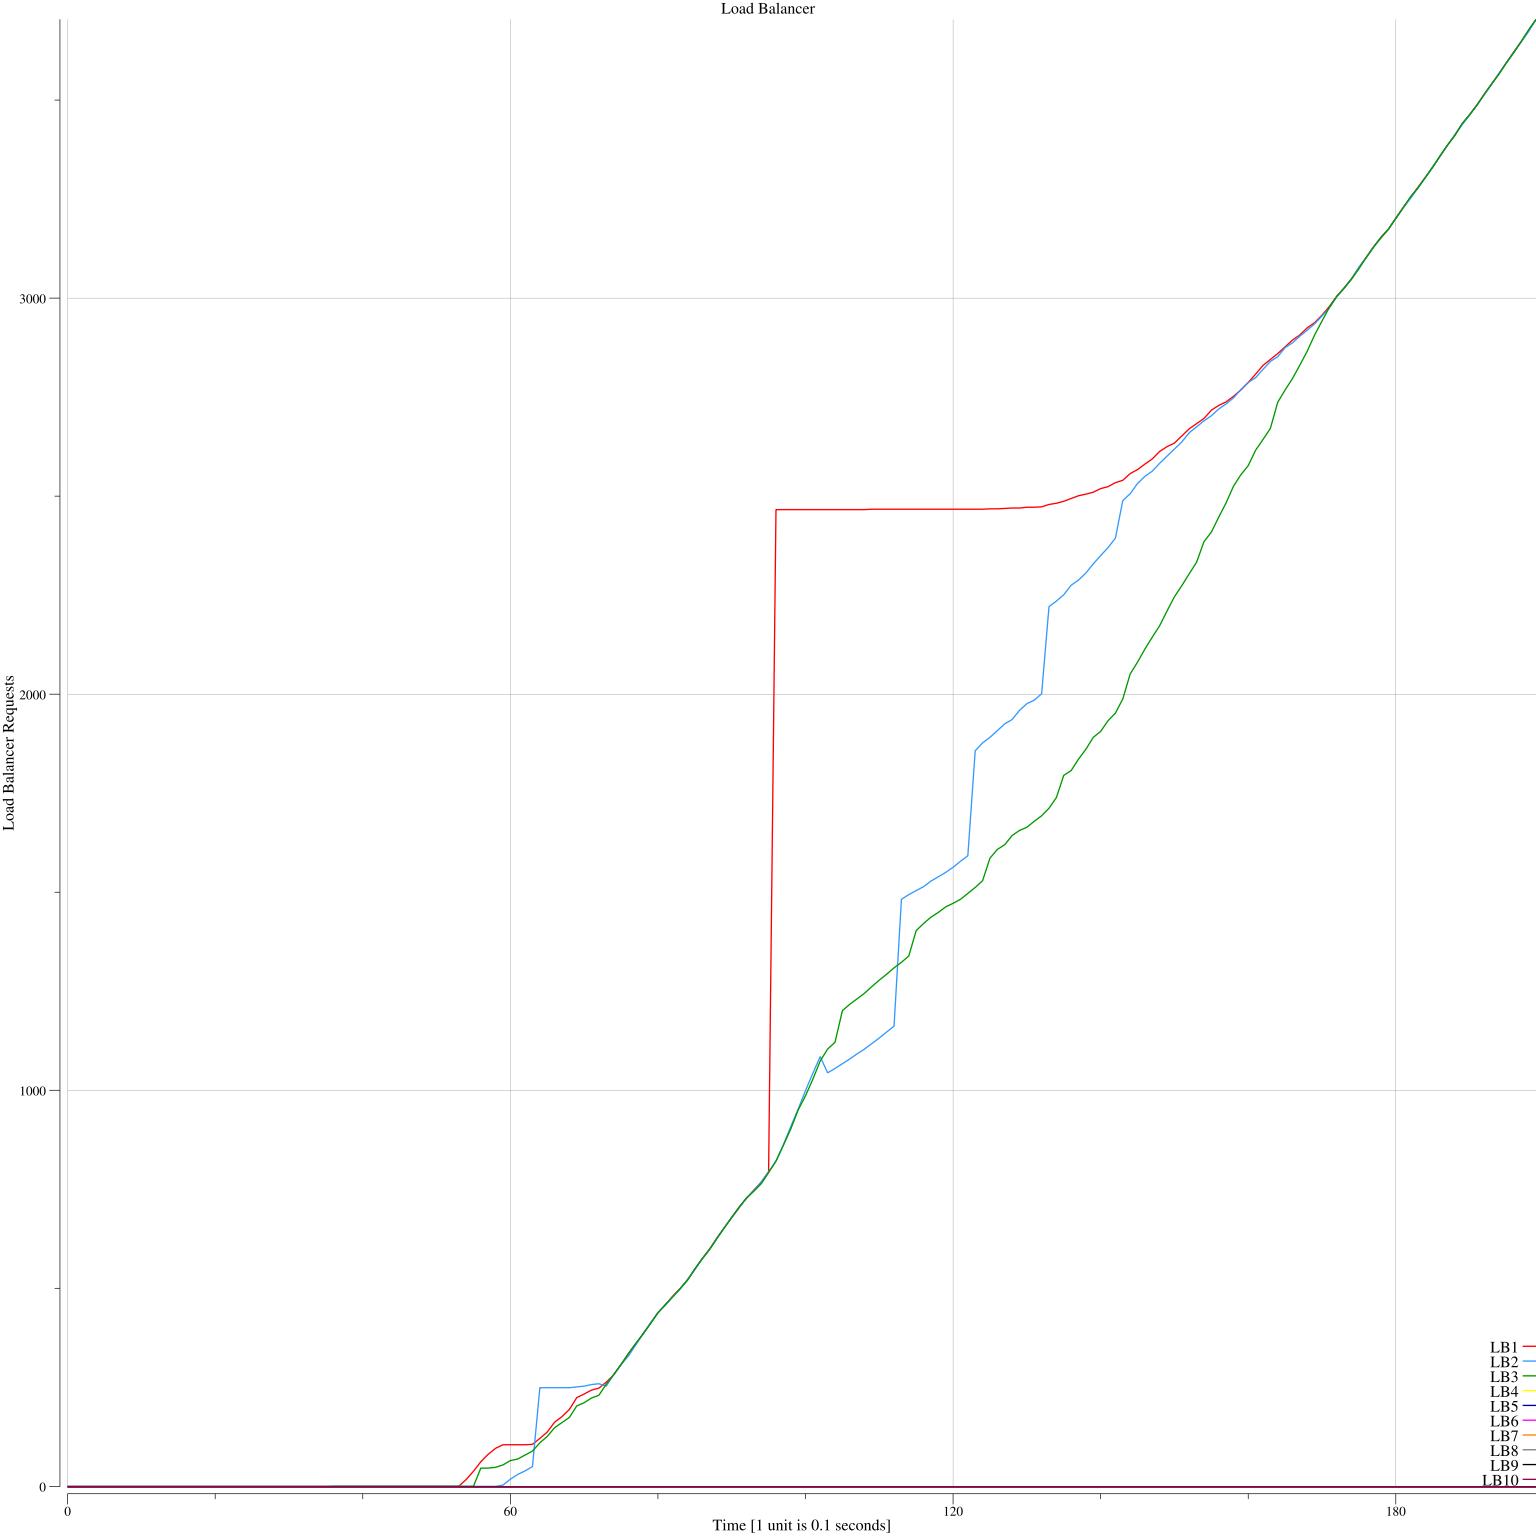 Load Balancer
3000
2000
1000
0
Load Balancer Requests
0
60
120
180
Time [1 unit is 0.1 seconds]
LB1
LB2
LB3
LB4
LB5
LB6
LB7
LB8
LB9
LB10